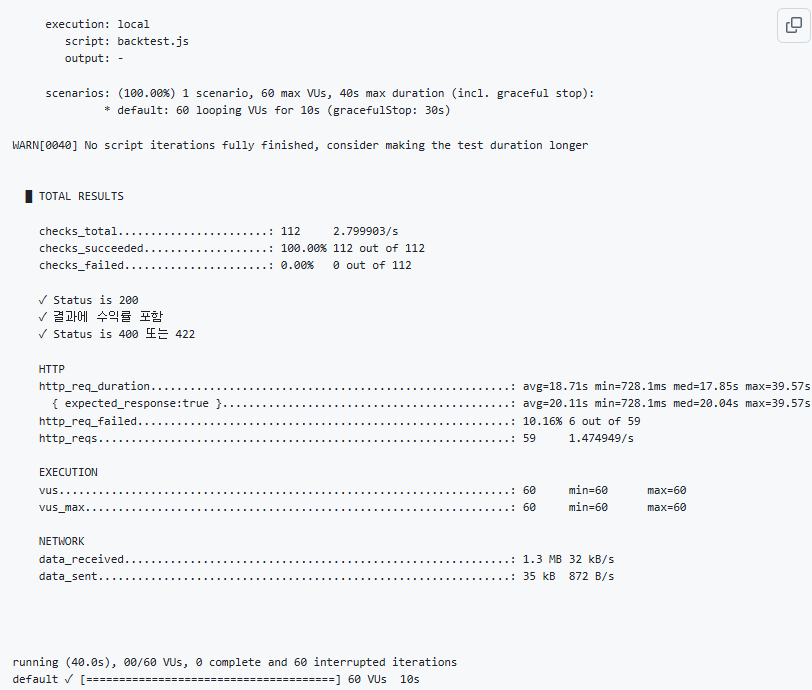 execution: local
script: backtest.js
output: -
scenarios: (100.00%) 1 scenario, 60 max VUs, 40s max duration (incl. graceful stop):
* default: 60 looping VUs for 10s (gracefulStop: 30s)
WARN[0040] No script iterations fully finished, consider making the test duration longer
█ TOTAL RESULTS
checks_total.......................: 112     2.799903/s
checks_succeeded...................: 100.00% 112 out of 112
checks_failed......................: 0.00%   0 out of 112
✓ Status is 200
✓ 결과에 수익률 포함
✓ Status is 400 또는 422
HTTP
http_req_duration.......................................................: avg=18.71s min=728.1ms med=17.85s max=39.57s
{ expected_response:true }............................................: avg=20.11s min=728.1ms med=20.04s max=39.57s
http_req_failed.........................................................: 10.16% 6 out of 59
http_reqs...............................................................: 59     1.474949/s
EXECUTION
vus.....................................................................: 60     min=60      max=60
vus_max.................................................................: 60     min=60      max=60
NETWORK
data_received...........................................................: 1.3 MB 32 kB/s
data_sent...............................................................: 35 kB  872 B/s
running (40.0s), 00/60 VUs, 0 complete and 60 interrupted iterations
default ✓ [======================================] 60 VUs  10s